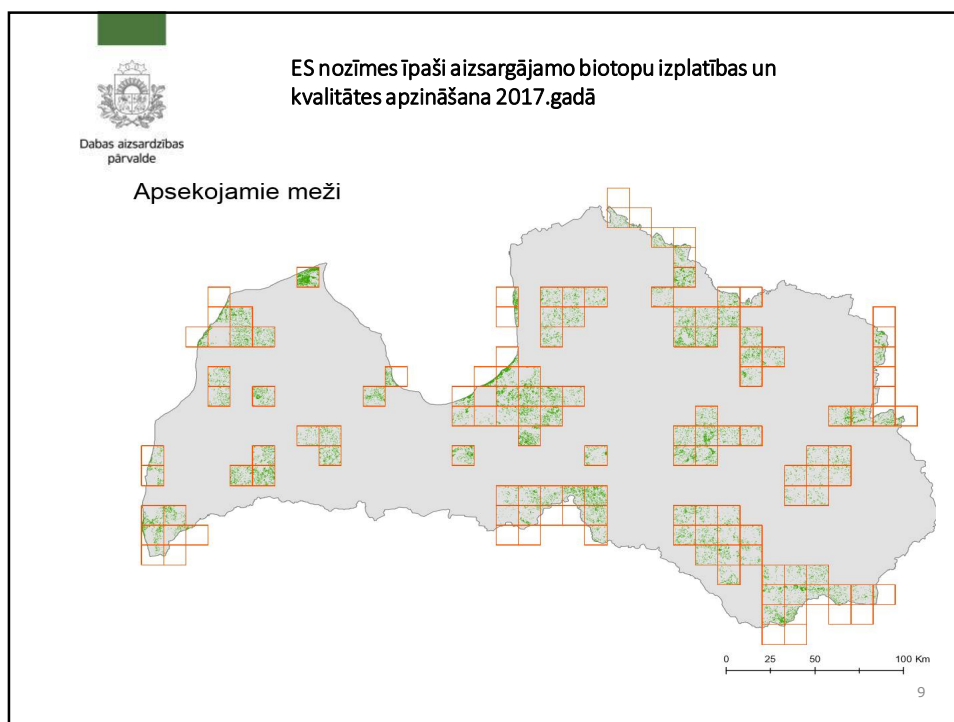 ES nozīmes īpaši aizsargājamo biotopu izplatības un
kvalitātes apzināšana 2017.gadā
Dabas aizsardzības
pārvalde
Apsekojamie meži
0 25 50 100 Km
9